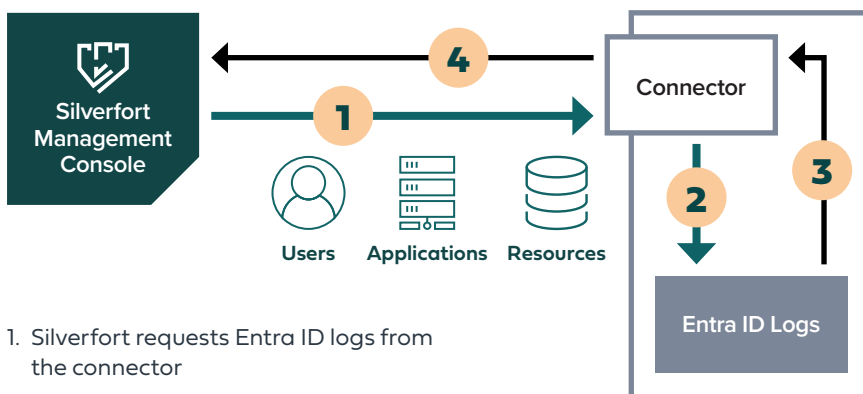 4
Silverfort
Management
Console
Connector
1
2
3
Users
Applications
Resources
Entra ID Logs
1. Silverfort requests Entra ID logs from
the connector